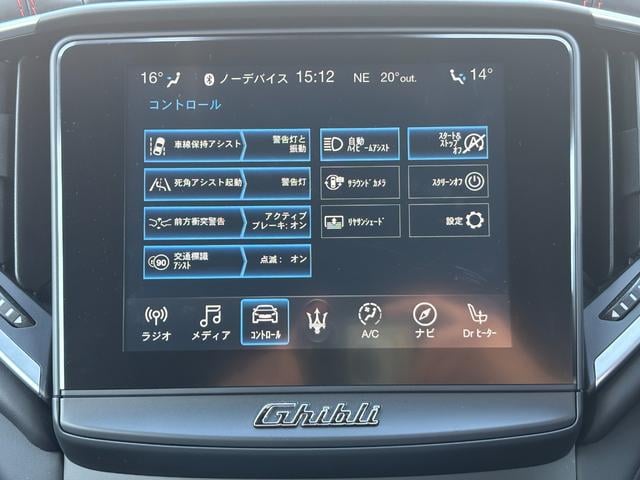 16° ノーデバイス 15:12 NE 20°out. 14°
コントロール
車線保持アシスト 警告灯と
振動
自動
ハイビームアシスト
スタート&
ストップ
オフ
死角アシスト起動 警告灯
サラウンドカメラ
スクリーンオフ
前方衝突警告 アクティブ
ブレーキ: オン
リヤサンシェード
設定
90 交通標識
アシスト
点滅: オン
ラジオ メディア コントロール A/C ナビ Dr ヒーター
Ghibli